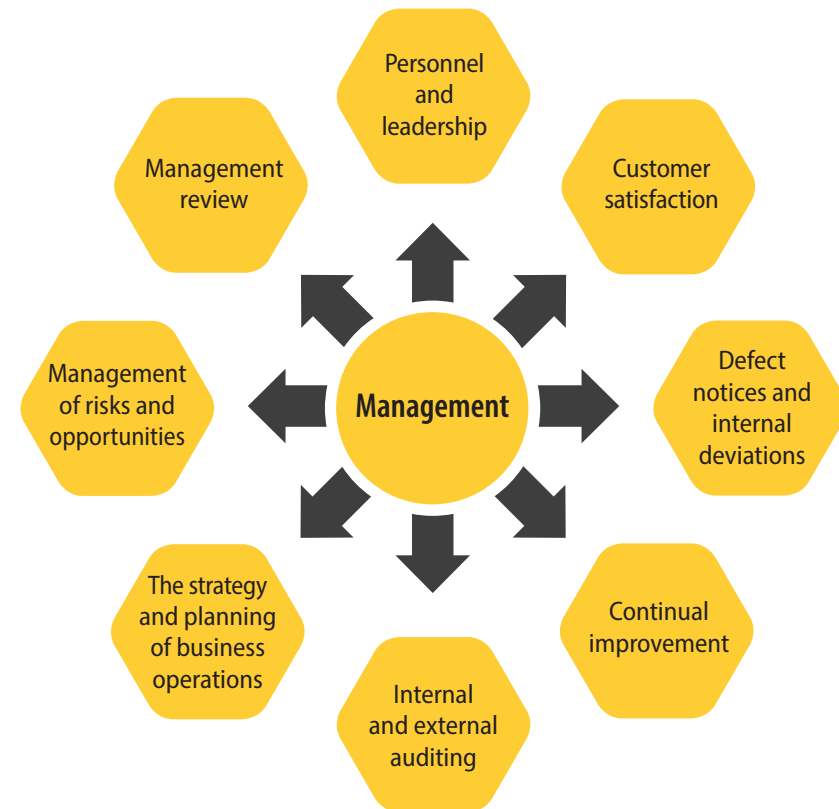 Personnel
and
leadership
Customer
satisfaction
Defect
notices and
internal
deviations
Continual
improvement
Internal
and external
auditing
The strategy
and planning
of business
operations
Management
of risks and
opportunities
Management
review
Management